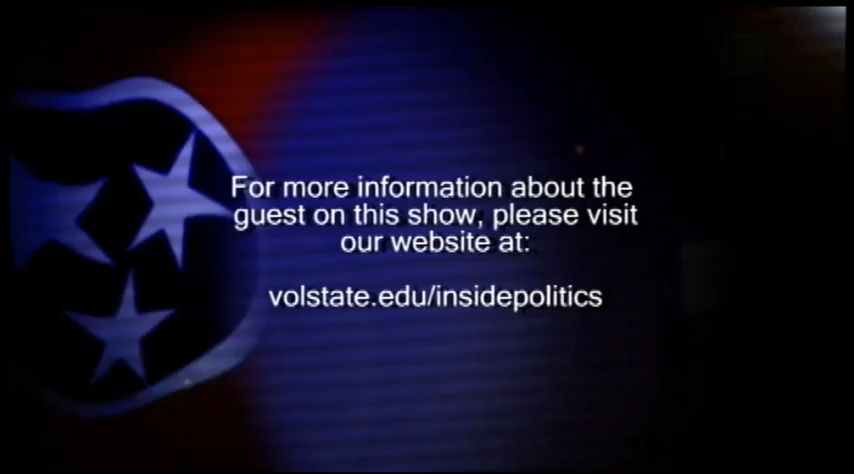 For more information about the
guest on this show, please visit
our website at:
volstate.edu/insidepolitics